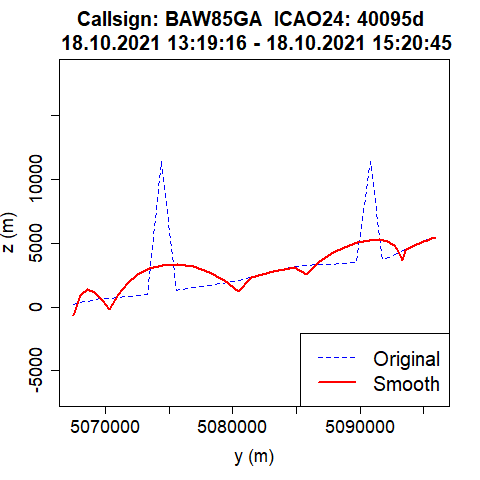 Callsign: BAW85GA  ICAO24: 40095d
18.10.2021 13:19:16 - 18.10.2021 15:20:45
z (m)
10000
5000
0
-5000
5070000
5080000
5090000
y (m)
Original
Smooth